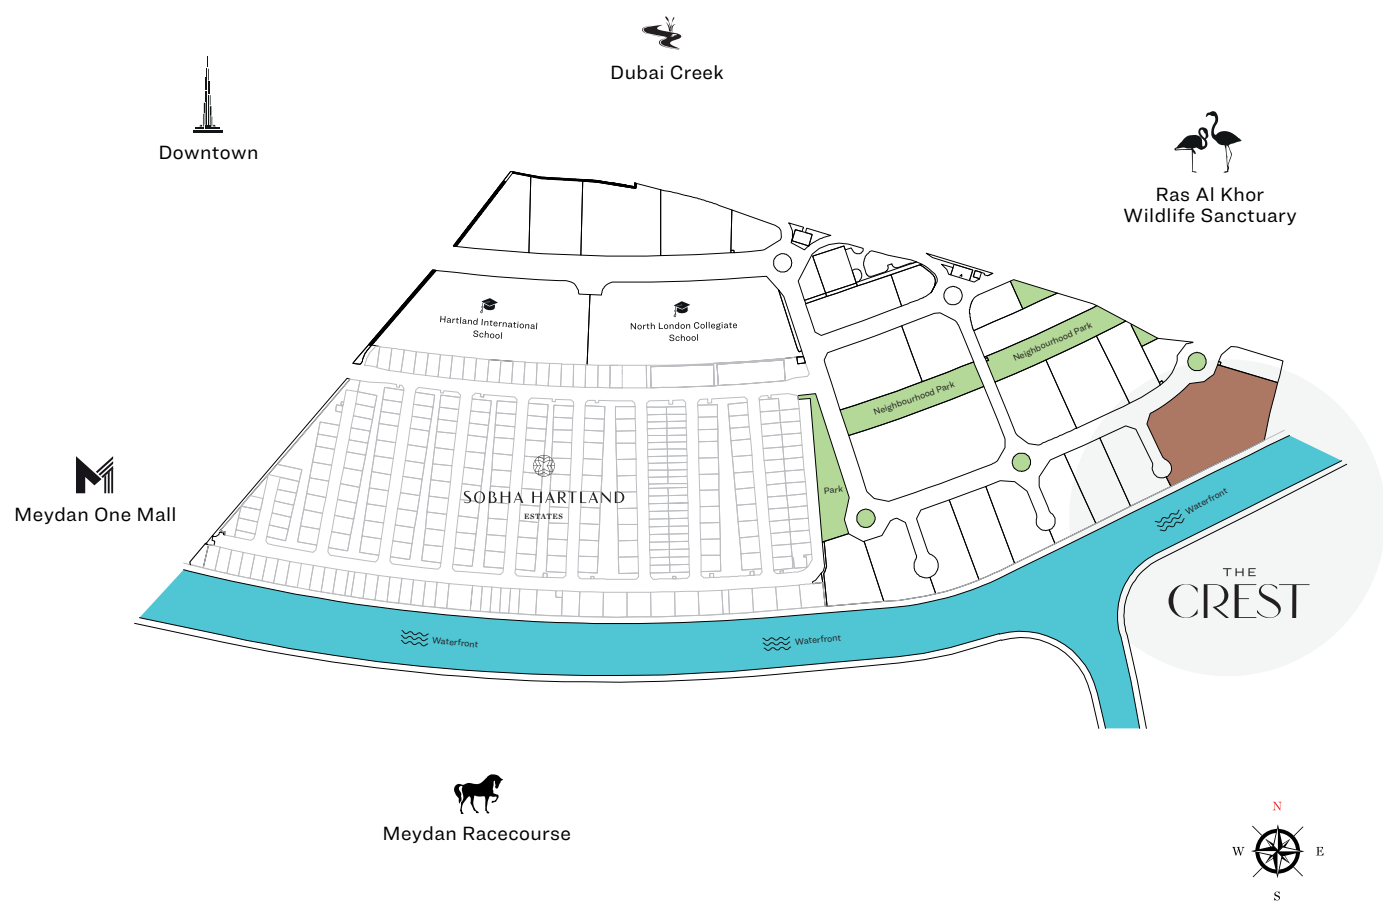 Dubai Creek
Downtown
Ras Al Khor
Wildlife Sanctuary
Hartland International
School
North London Collegiate
School
Neighbourhood Park
Neighbourhood Park
Park
SOBHA HARTLAND
ESTATES
Meydan One Mall
Waterfront
THE
CREST
Waterfront
Waterfront
Meydan Racecourse
N
W
E
S